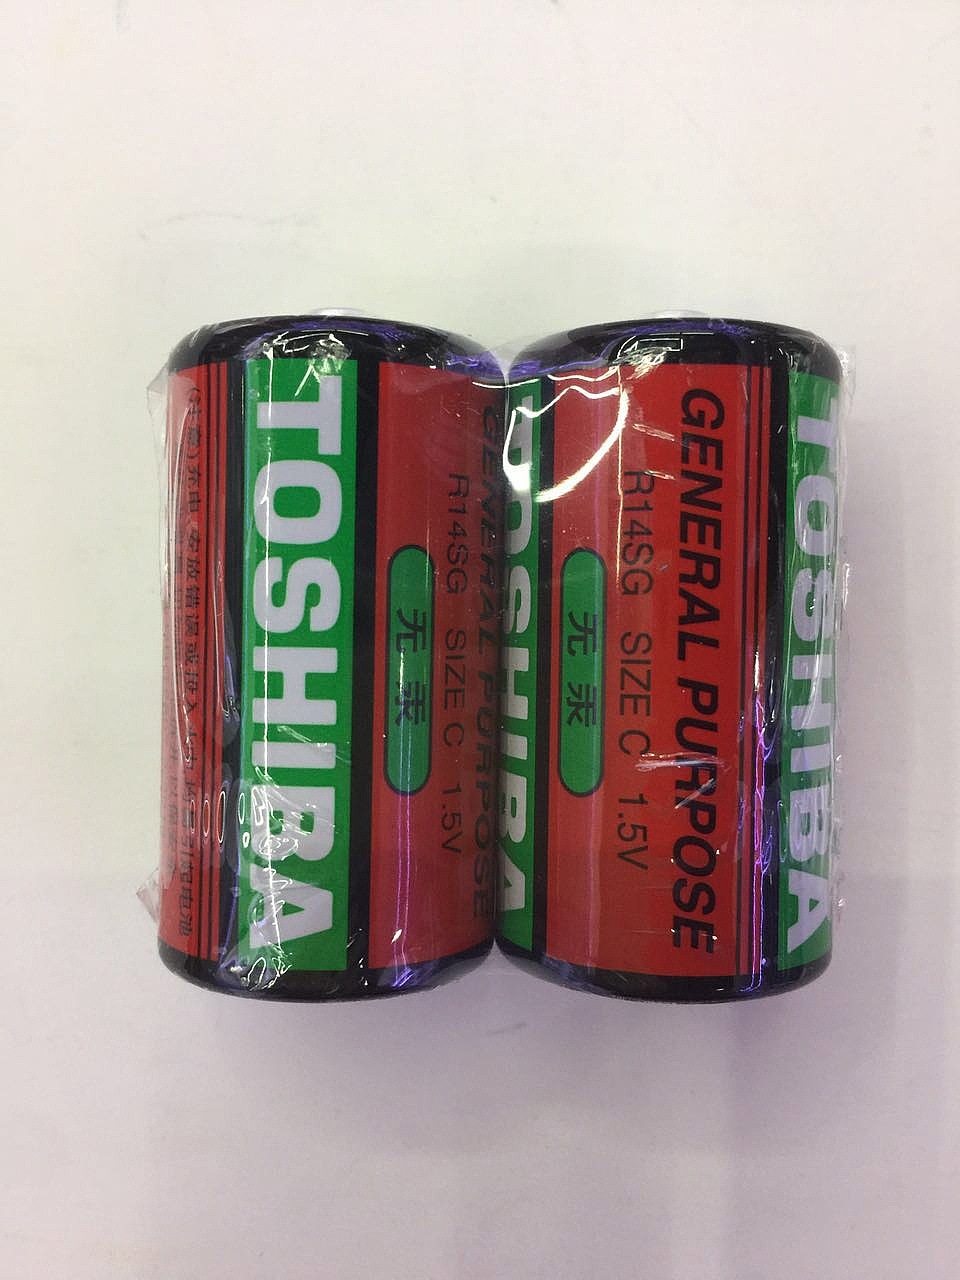 TOSHIBA
GENERAL PURPOSE
R14SG SIZE C 1.5V
无汞
TOSHIBA
TOSHIBA
GENERAL PURPOSE
R14SG SIZE C 1.5V
无汞